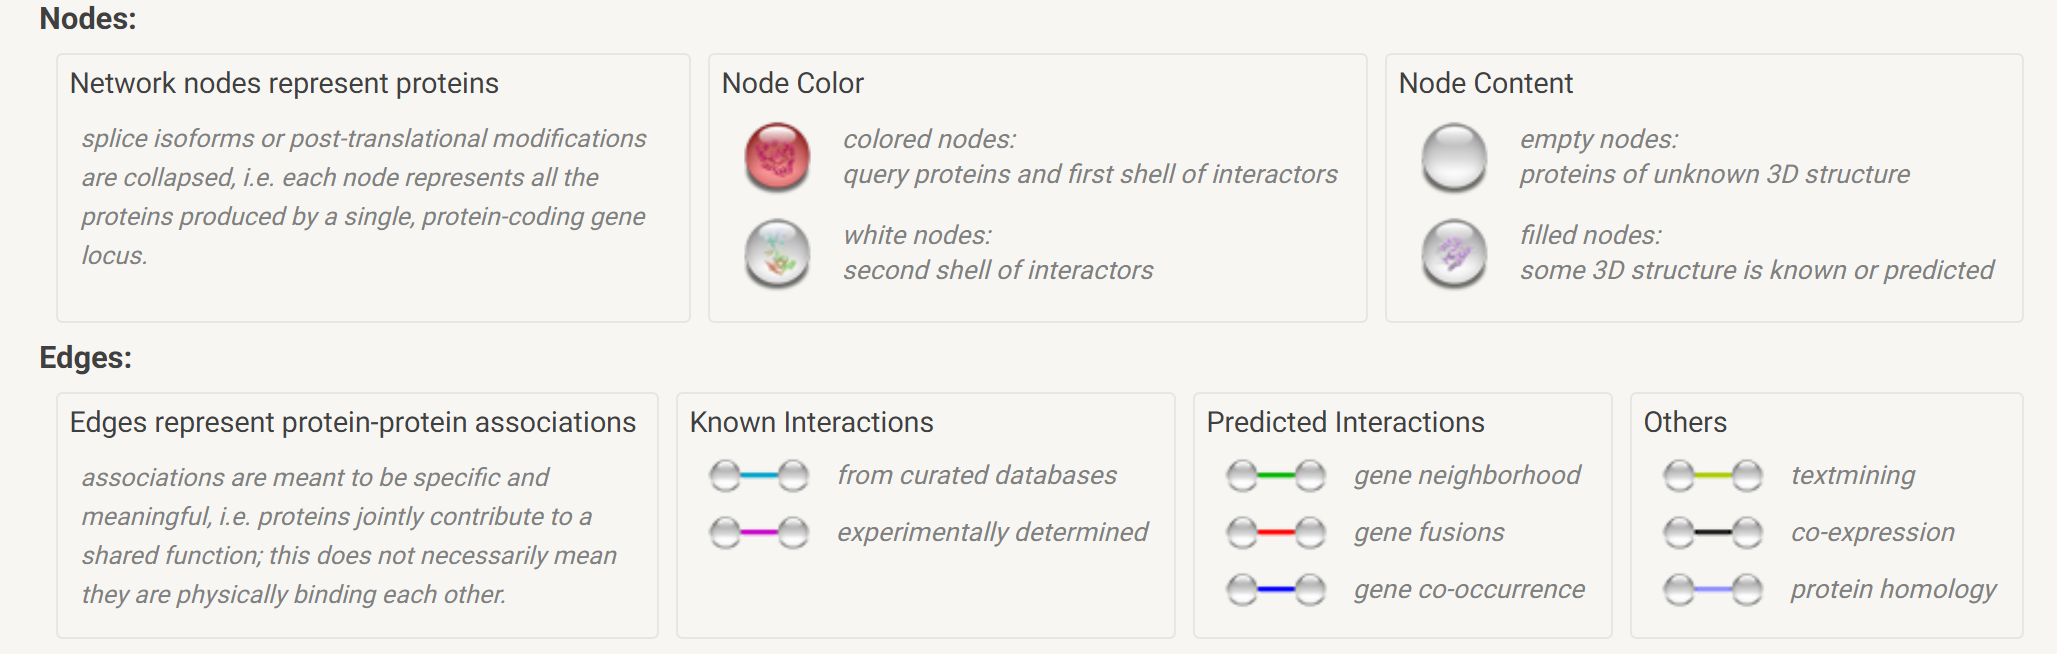 Nodes:
Network nodes represent proteins
splice isoforms or post-translational modifications
are collapsed, i.e. each node represents all the
proteins produced by a single, protein-coding gene
locus.
Node Color
colored nodes:
query proteins and first shell of interactors
white nodes:
second shell of interactors
Node Content
empty nodes:
proteins of unknown 3D structure
filled nodes:
some 3D structure is known or predicted
Edges:
Edges represent protein-protein associations
associations are meant to be specific and
meaningful, i.e. proteins jointly contribute to a
shared function; this does not necessarily mean
they are physically binding each other.
Known Interactions
from curated databases
experimentally determined
Predicted Interactions
gene neighborhood
gene fusions
gene co-occurrence
Others
textmining
co-expression
protein homology